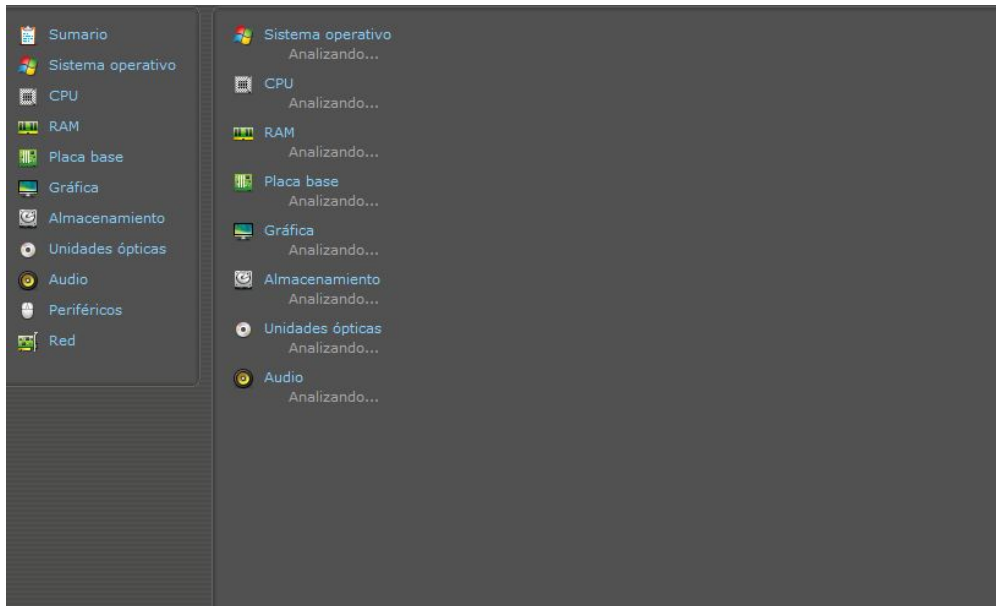 Sumario
Sistema operativo
CPU
RAM
Placa base
Gráfica
Almacenamiento
Unidades ópticas
Audio
Periféricos
Red
Sistema operativo
Analizando...
CPU
Analizando...
RAM
Analizando...
Placa base
Analizando...
Gráfica
Analizando...
Almacenamiento
Analizando...
Unidades ópticas
Analizando...
Audio
Analizando...